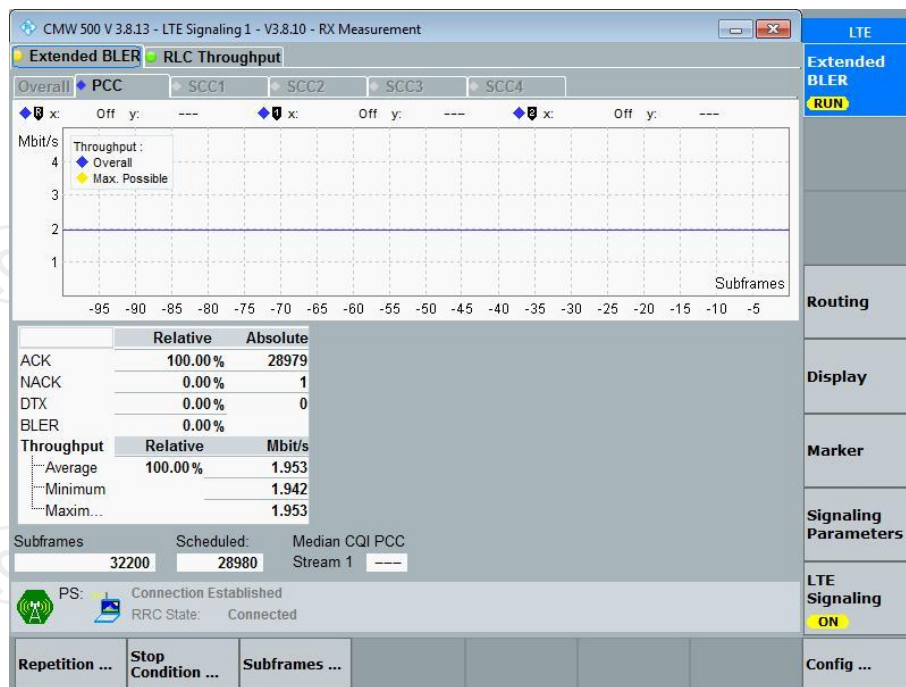 CMW 500 V 3.8.13 - LTE Signaling 1 - V3.8.10 - RX Measurement
LTE
Extended BLER RLC Throughput
Extended BLER
RUN
Overall PCC SCC1 SCC2 SCC3 SCC4
R x: Off y: --- 1 x: Off y: --- 2 x: Off y: ---
Mbit/s
Throughput :
Overall
Max. Possible
4
3
2
1
Subframes
-95 -90 -85 -80 -75 -70 -65 -60 -55 -50 -45 -40 -35 -30 -25 -20 -15 -10 -5
Relative Absolute
ACK 100.00 % 28979
NACK 0.00 % 1
DTX 0.00 % 0
BLER 0.00 %
Throughput Relative Mbit/s
Average 100.00 % 1.953
Minimum 1.942
Maxim... 1.953
Subframes Scheduled: Median CQI PCC
32200 28980 Stream 1 ---
PS: Connection Established
RRC State: Connected
Routing
Display
Marker
Signaling
Parameters
LTE
Signaling
ON
Repetition ... Stop Condition ... Subframes ... Config ...